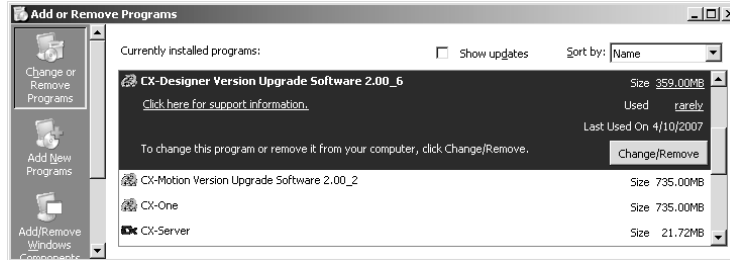 Add or Remove Programs
Change or
Remove
Programs
Add New
Programs
Add/Remove
Windows
Components
Currently installed programs:
Show updates
Sort by: Name
CX-Designer Version Upgrade Software 2.00_6
Size 359.00MB
Click here for support information.
Used rarely
Last Used On 4/10/2007
To change this program or remove it from your computer, click Change/Remove.
Change/Remove
CX-Motion Version Upgrade Software 2.00_2
Size 735.00MB
CX-One
Size 735.00MB
CX-Server
Size 21.72MB